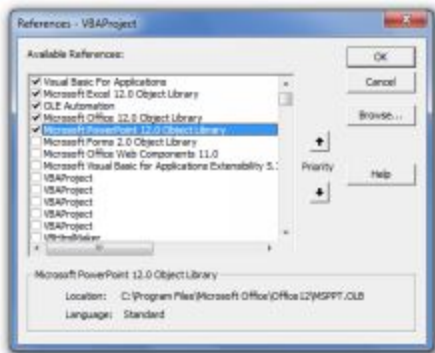 References - VBAProject
Available References:
OK
Visual Basic For Applications
Microsoft Excel 12.0 Object Library
Cancel
OLE Automation
Microsoft Office 12.0 Object Library
Browse...
Microsoft PowerPoint 12.0 Object Library
Microsoft Forms 2.0 Object Library
Microsoft Office Web Components 11.0
Microsoft Visual Basic for Applications Extensibility 5.
Priority
Help
VBAProject
VBAProject
VBAProject
VBAProject
VBAProject
Microsoft PowerPoint 12.0 Object Library
Location: C:\Program Files\Microsoft Office\Office12\MSPPT.OLB
Language: Standard